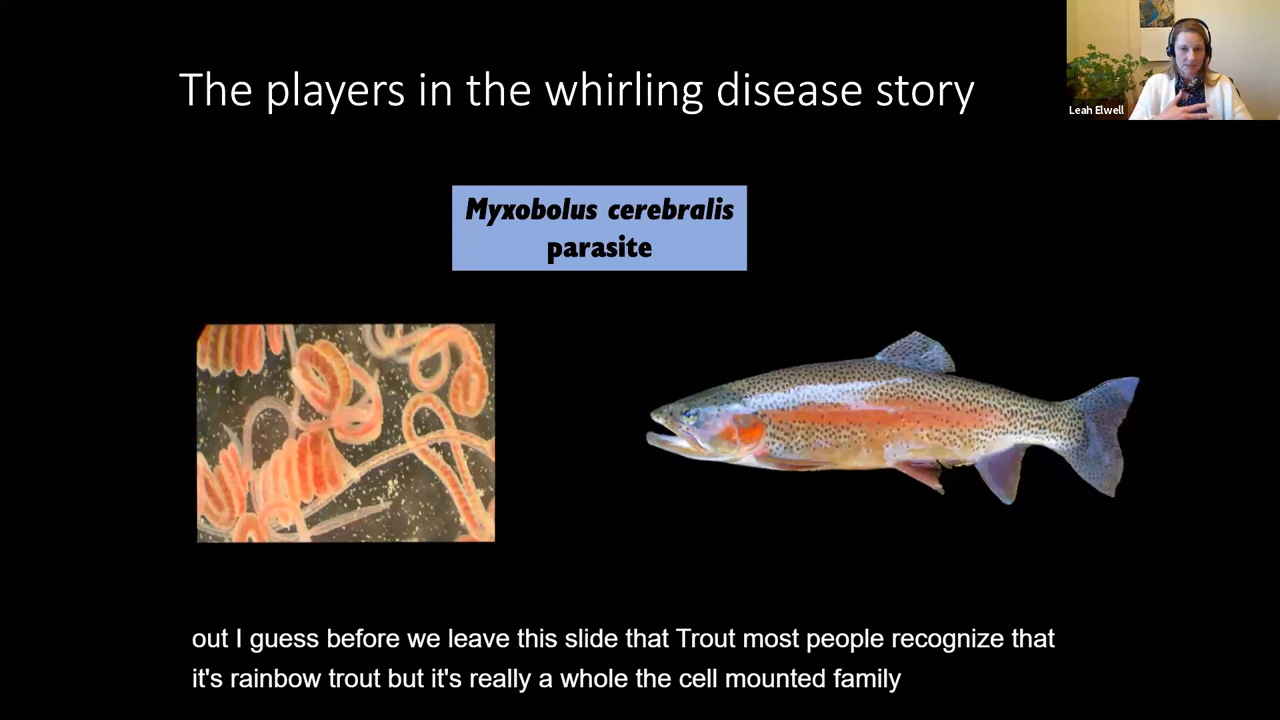 The players in the whirling disease story
Leah Elwell
Myxobolus cerebralis
parasite
out I guess before we leave this slide that Trout most people recognize that
it's rainbow trout but it's really a whole the cell mounted family